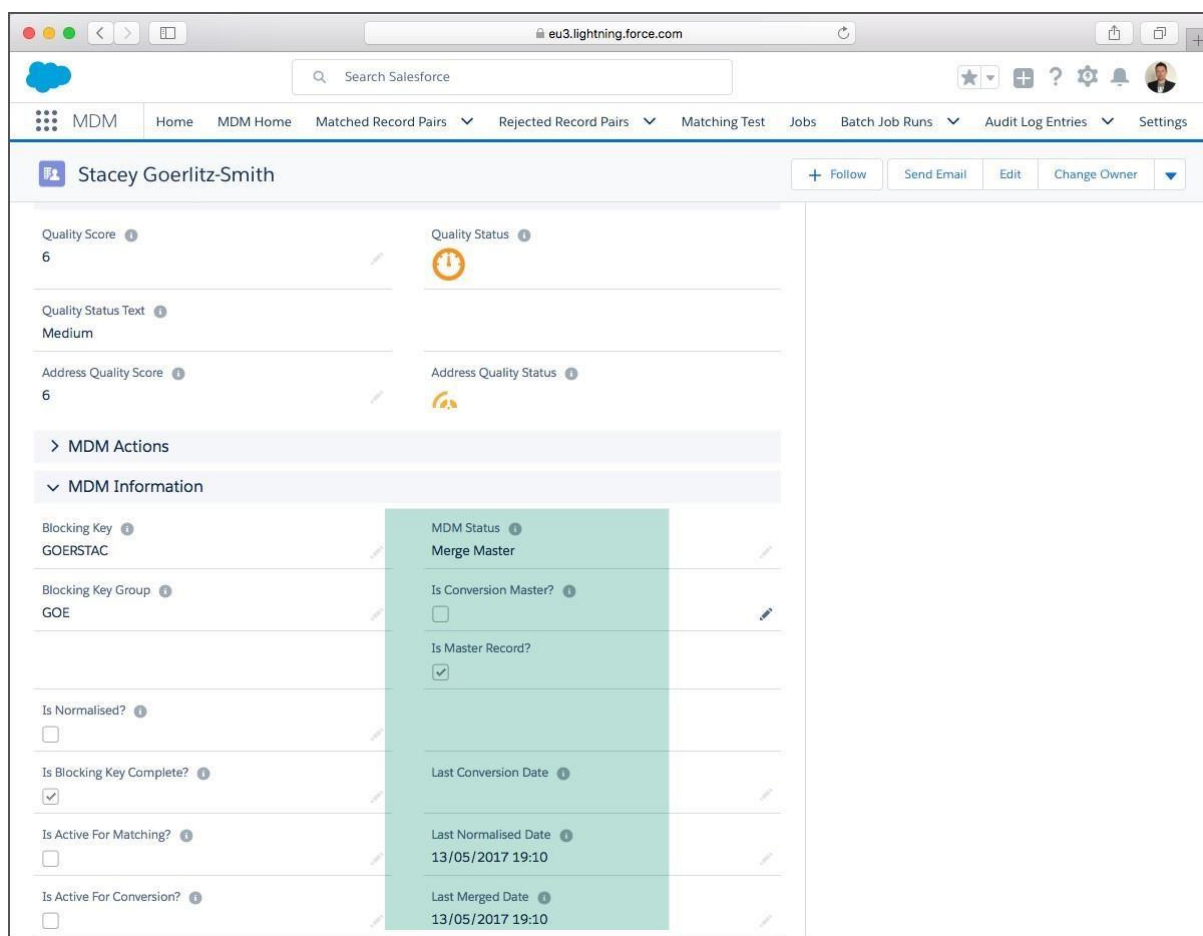 eu3.lightning.force.com
Search Salesforce
MDM Home MDM Home Matched Record Pairs Rejected Record Pairs Matching Test Jobs Batch Job Runs Audit Log Entries Settings
Stacey Goerlitz-Smith
+ Follow Send Email Edit Change Owner
Quality Score Quality Status
6
Quality Status Text
Medium
Address Quality Score Address Quality Status
6
MDM Actions
MDM Information
Blocking Key MDM Status
GOERSTAC Merge Master
Blocking Key Group Is Conversion Master?
GOE
Is Master Record?
Is Normalised?
Is Blocking Key Complete? Last Conversion Date
Is Active For Matching? Last Normalised Date
13/05/2017 19:10
Is Active For Conversion? Last Merged Date
13/05/2017 19:10